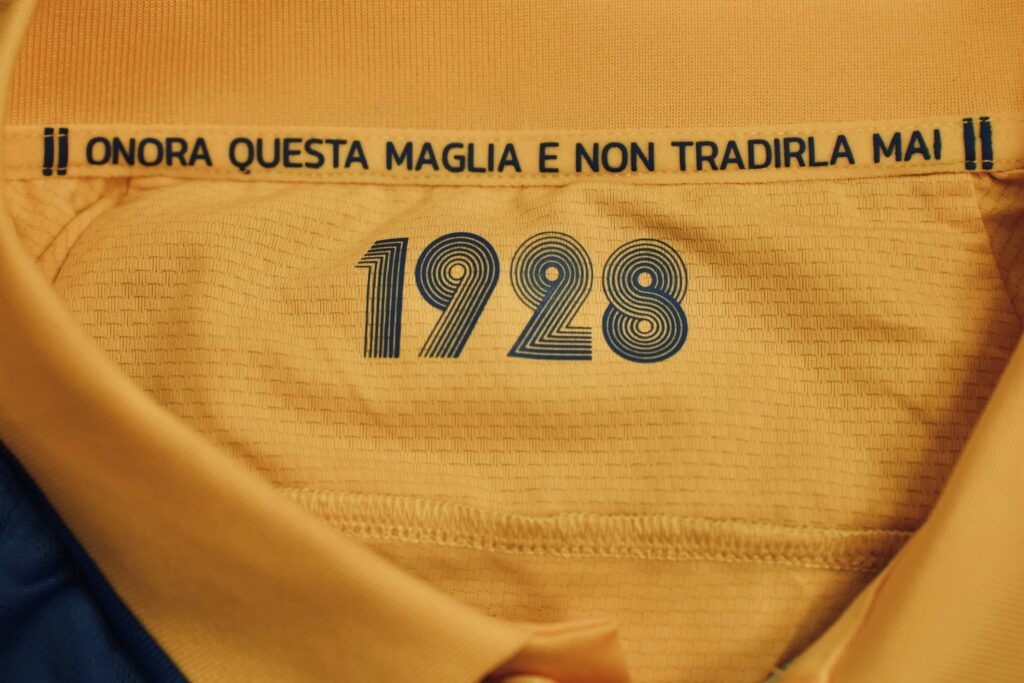 ONORA QUESTA MAGLIA E NON TRADIRLA MAI
1928